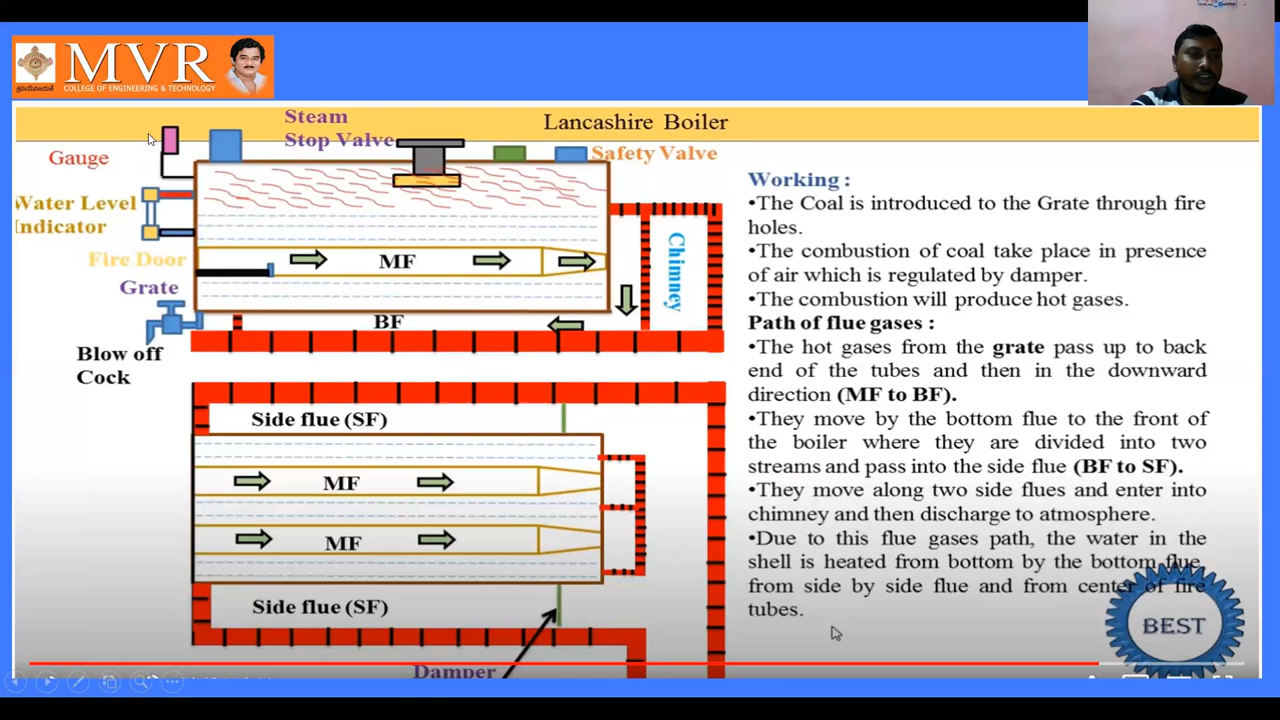 MVR
COLLEGE OF ENGINEERING & TECHNOLOGY
Lancashire Boiler
Steam
Stop Valve
Safety Valve
Gauge
Water Level
Indicator
Fire Door
Grate
Blow off
Cock
MF
BF
Chimney
Side flue (SF)
MF
MF
Side flue (SF)
Damper
Working :
•The Coal is introduced to the Grate through fire
holes.
•The combustion of coal take place in presence
of air which is regulated by damper.
•The combustion will produce hot gases.
Path of flue gases :
•The hot gases from the grate pass up to back
end of the tubes and then in the downward
direction (MF to BF).
•They move by the bottom flue to the front of
the boiler where they are divided into two
streams and pass into the side flue (BF to SF).
•They move along two side flues and enter into
chimney and then discharge to atmosphere.
•Due to this flue gases path, the water in the
shell is heated from bottom by the bottom flue,
from side by side flue and from center of fire
tubes.
BEST